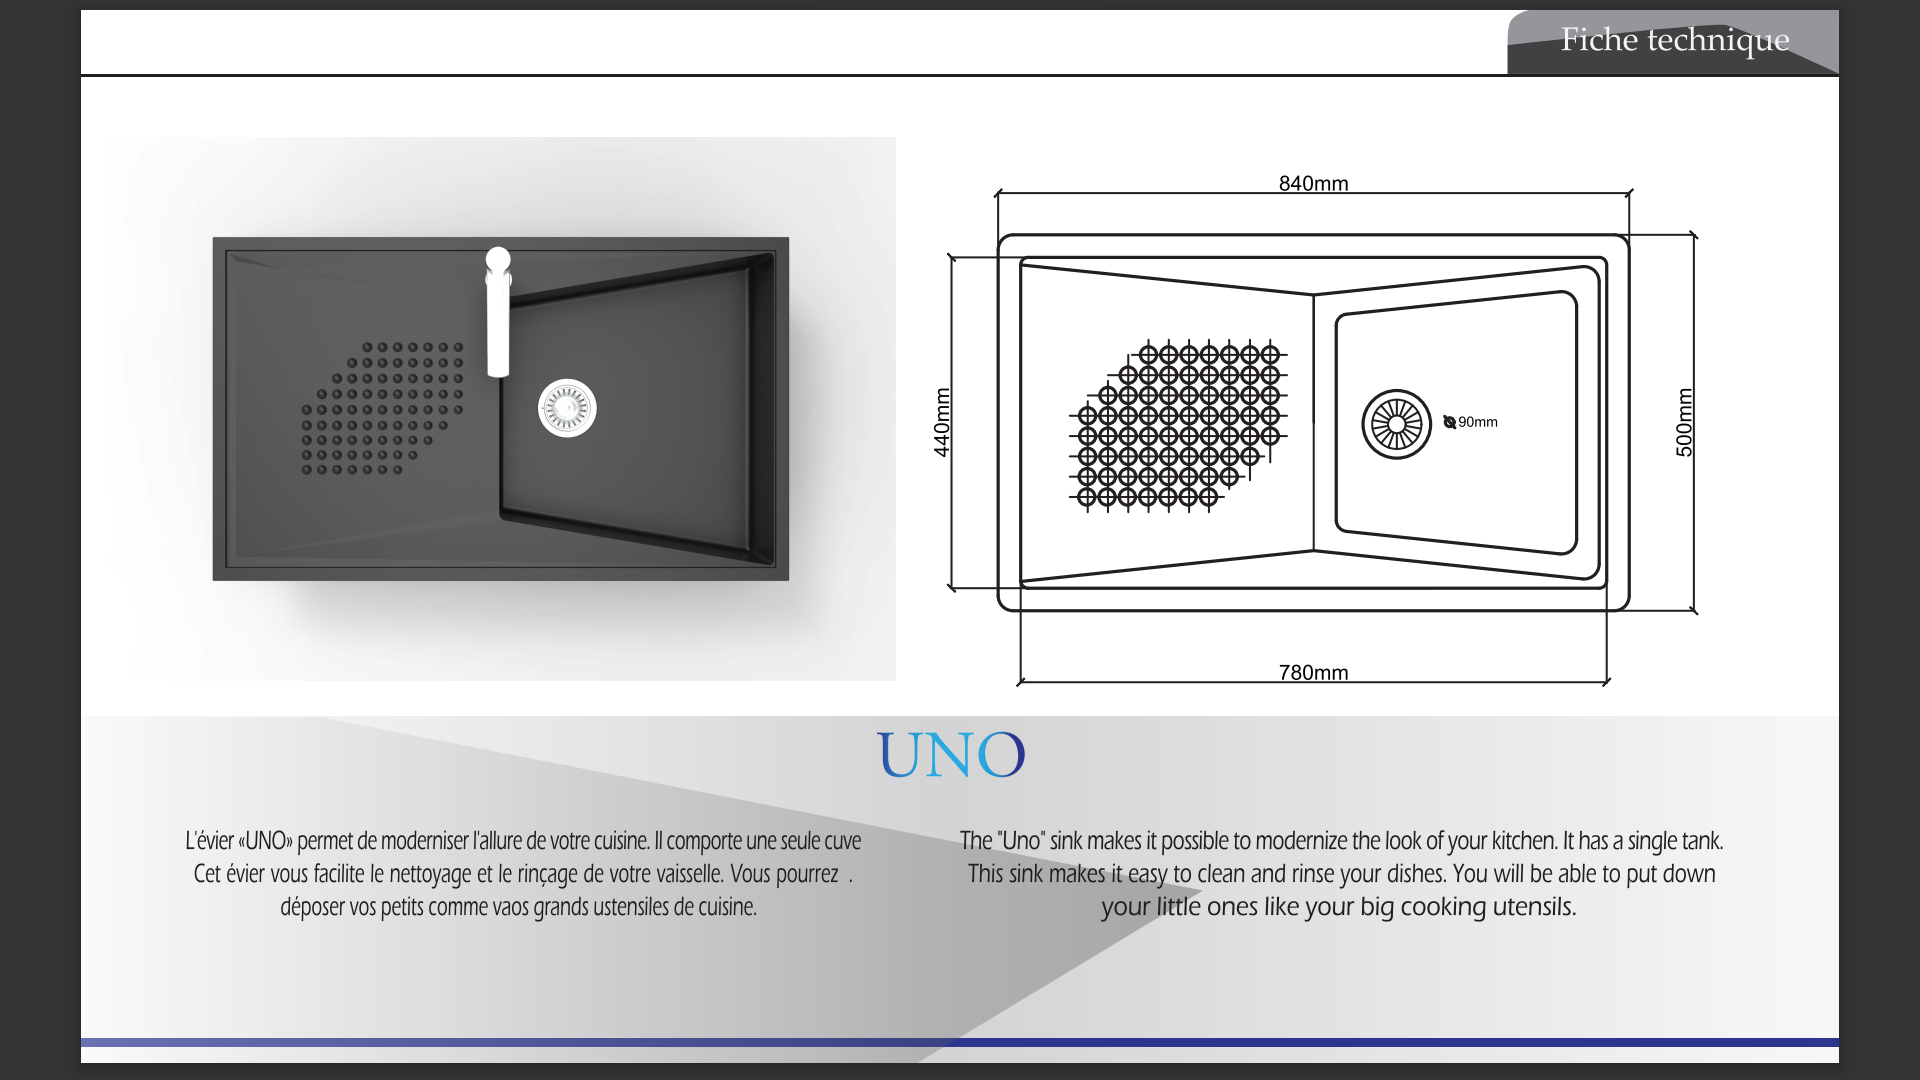 Fiche technique
840mm
440mm
500mm
90mm
780mm
UNO
L'évier «UNO» permet de moderniser l'allure de votre cuisine. Il comporte une seule cuve
Cet évier vous facilite le nettoyage et le rinçage de votre vaisselle. Vous pourrez .
déposer vos petits comme vaos grands ustensiles de cuisine.
The "Uno" sink makes it possible to modernize the look of your kitchen. It has a single tank.
This sink makes it easy to clean and rinse your dishes. You will be able to put down
your little ones like your big cooking utensils.